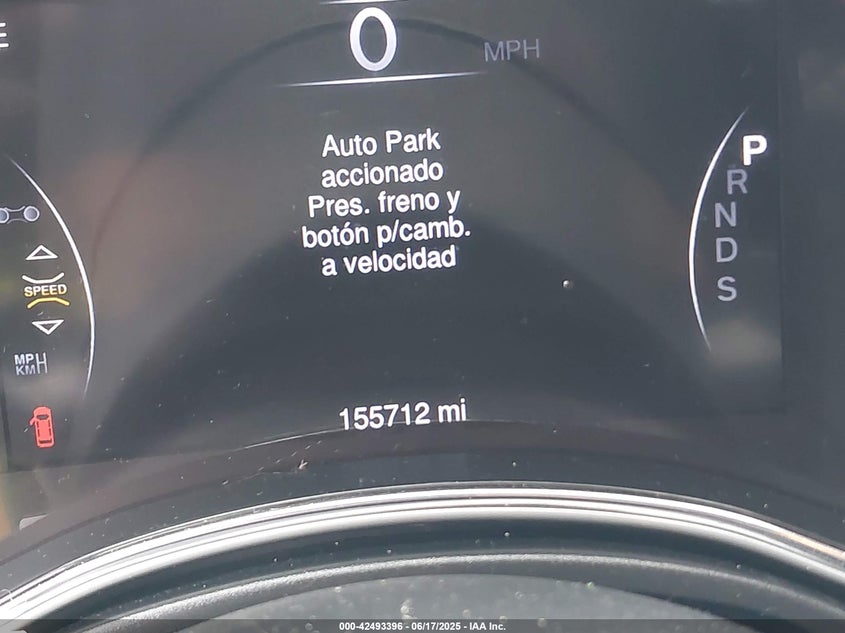 0 MPH
Auto Park
accionado
Pres. freno y
botón p/camb.
a velocidad
P
R
N
D
S
SPEED
MPH
KM
155712 mi
000-42493396 - 06/17/2025 - IAA Inc.